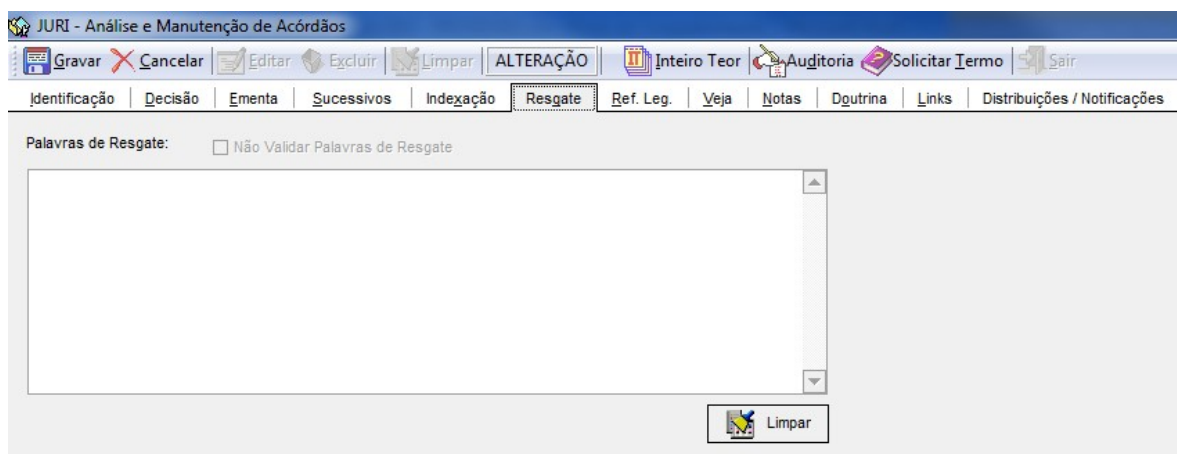 JURI - Análise e Manutenção de Acórdãos
Gravar Cancelar Editar Excluir Limpar ALTERAÇÃO Inteiro Teor Auditoria Solicitar Termo Sair
Identificação Decisão Ementa Sucessivos Indexação Resgate Ref. Leg. Veja Notas Doutrina Links Distribuições / Notificações
Palavras de Resgate: Não Validar Palavras de Resgate
Limpar